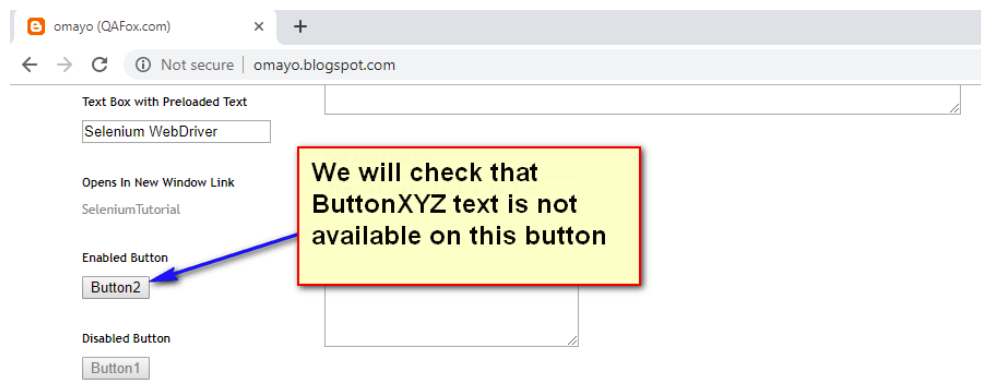 omayo (QAFox.com)
Not secure | omayo.blogspot.com
Text Box with Preloaded Text
Selenium WebDriver
Opens In New Window Link
SeleniumTutorial
We will check that
ButtonXYZ text is not
available on this button
Enabled Button
Button2
Disabled Button
Button1